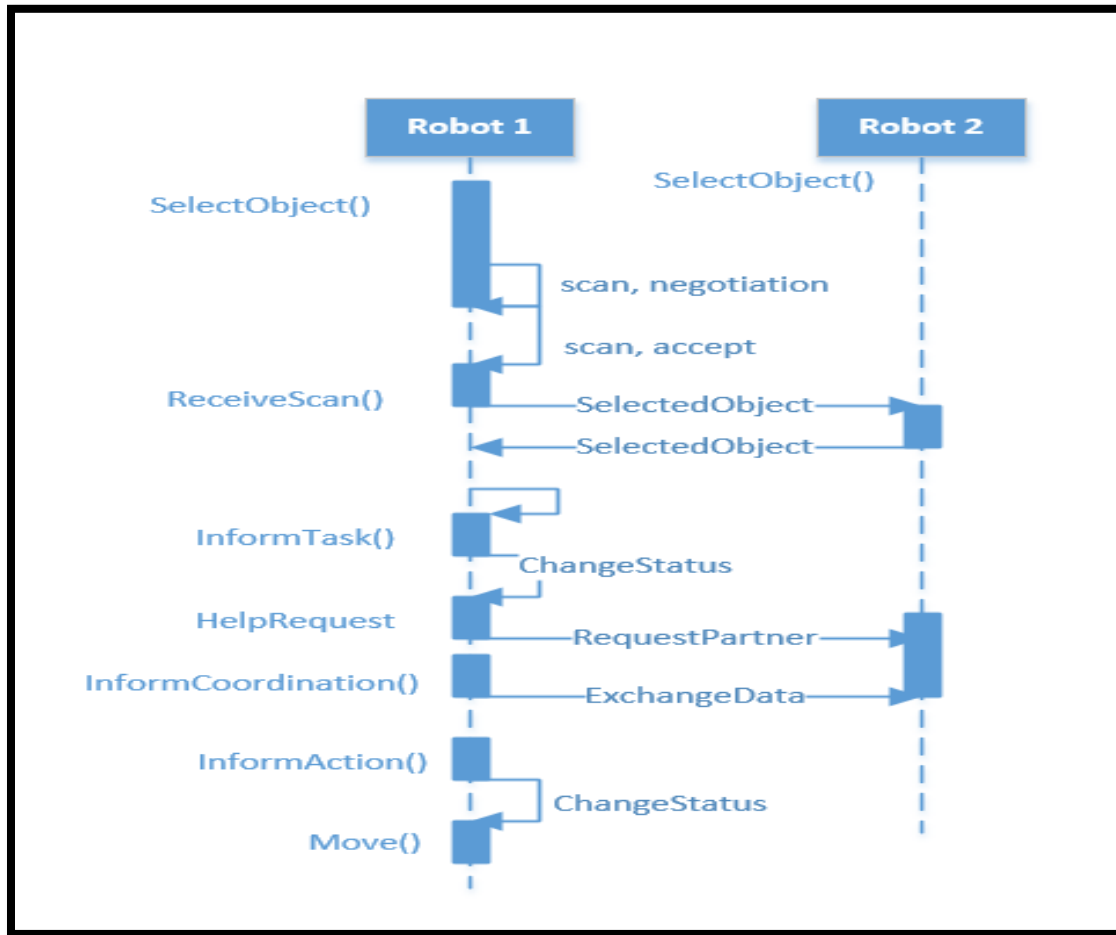 Robot 1
Robot 2
SelectObject()
SelectObject()
scan, negotiation
scan, accept
ReceiveScan()
SelectedObject
SelectedObject
InformTask()
ChangeStatus
HelpRequest
RequestPartner
InformCoordination()
ExchangeData
InformAction()
ChangeStatus
Move()